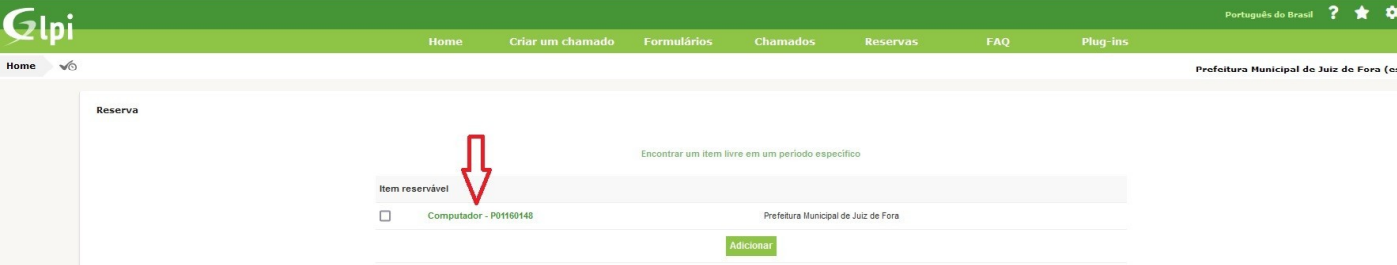 Glpi
Português do Brasil ?
Home Criar um chamado Formulários Chamados Reservas FAQ Plug-ins
Home
Prefeitura Municipal de Juiz de Fora (es
Reserva
Encontrar um item livre em um período específico
Item reservável
Computador - P01160148 Prefeitura Municipal de Juiz de Fora
Adicionar